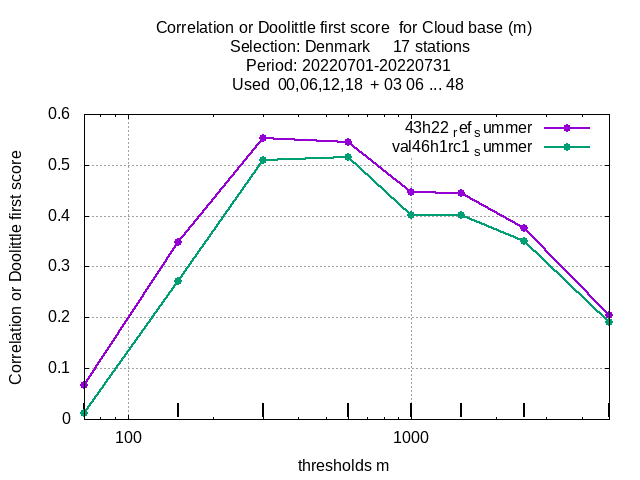 Correlation or Doolittle first score  for Cloud base (m)
Selection: Denmark     17 stations
Period: 20220701-20220731
Used  00,06,12,18  + 03 06 ... 48
43h22 ref summer
val46h1rc1 summer
Correlation or Doolittle first score
0.6
0.5
0.4
0.3
0.2
0.1
0
100
1000
thresholds m